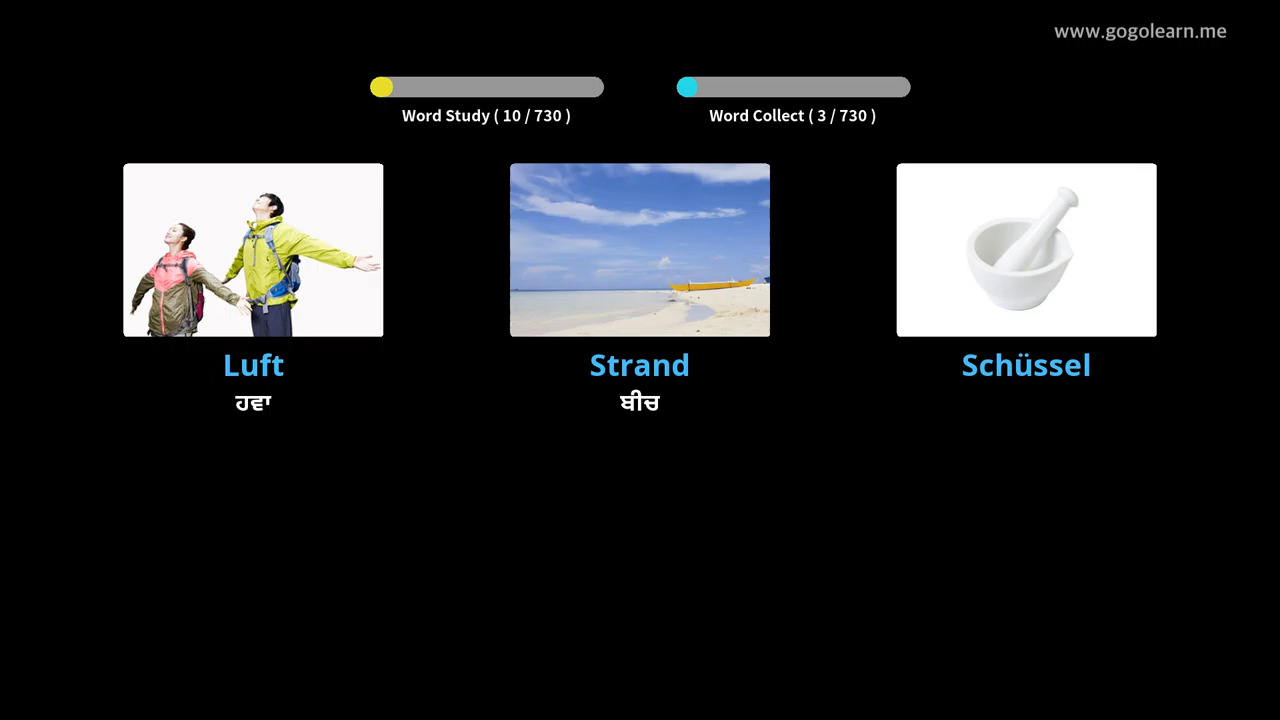 www.gogolearn.me
Word Study ( 10 / 730 )
Word Collect ( 3 / 730 )
Luft
Strand
Schüssel
ਹਵਾ
ਬੀਚ